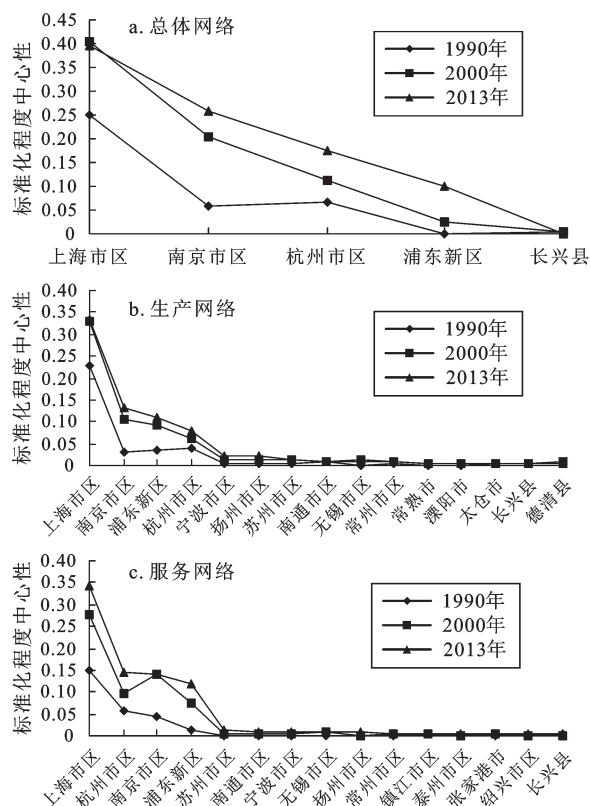 a. 总体网络
标准化程度中心性
0.45
0.40
0.35
0.30
0.25
0.20
0.15
0.10
0.05
0
1990年
2000年
2013年
上海市区 南京市区 杭州市区 浦东新区 长兴县
b. 生产网络
标准化程度中心性
0.40
0.35
0.30
0.25
0.20
0.15
0.10
0.05
0
1990年
2000年
2013年
上海市区
南京市区
浦东新区
杭州市区
宁波市区
扬州市区
苏州市区
南通市区
无锡市区
常州市区
常熟市
溧阳市
太仓市
长兴县
德清县
c. 服务网络
标准化程度中心性
0.40
0.35
0.30
0.25
0.20
0.15
0.10
0.05
0
1990年
2000年
2013年
上海市区
杭州市区
南京市区
浦东新区
苏州市区
南通市区
宁波市区
无锡市区
扬州市区
常州市区
镇江市区
泰州市区
张家港市
绍兴市区
长兴县